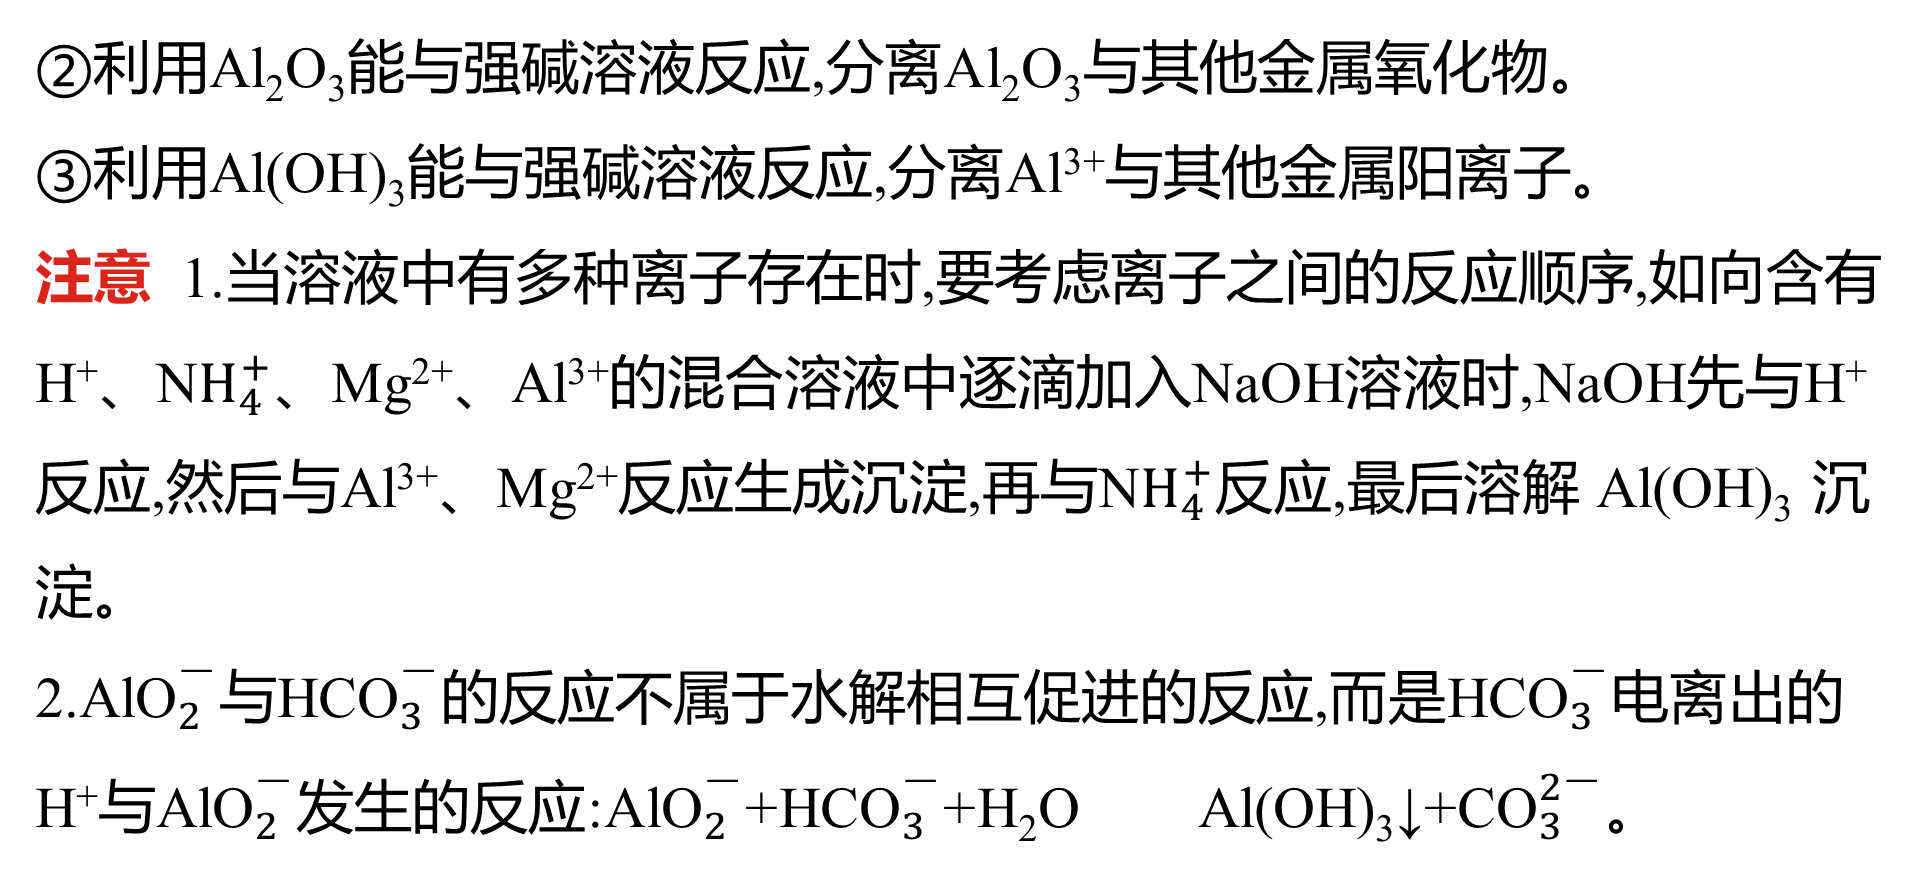 ②利用Al₂O₃能与强碱溶液反应,分离Al₂O₃与其他金属氧化物。
③利用Al(OH)₃能与强碱溶液反应,分离Al³⁺与其他金属阳离子。
注意 1.当溶液中有多种离子存在时,要考虑离子之间的反应顺序,如向含有
H⁺、NH₄⁺、Mg²⁺、Al³⁺的混合溶液中逐滴加入NaOH溶液时,NaOH先与H⁺
反应,然后与Al³⁺、Mg²⁺反应生成沉淀,再与NH₄⁺反应,最后溶解 Al(OH)₃ 沉
淀。
2.AlO₂⁻与HCO₃⁻的反应不属于水解相互促进的反应,而是HCO₃⁻电离出的
H⁺与AlO₂⁻发生的反应:AlO₂⁻+HCO₃⁻+H₂O Al(OH)₃↓+CO₃²⁻。